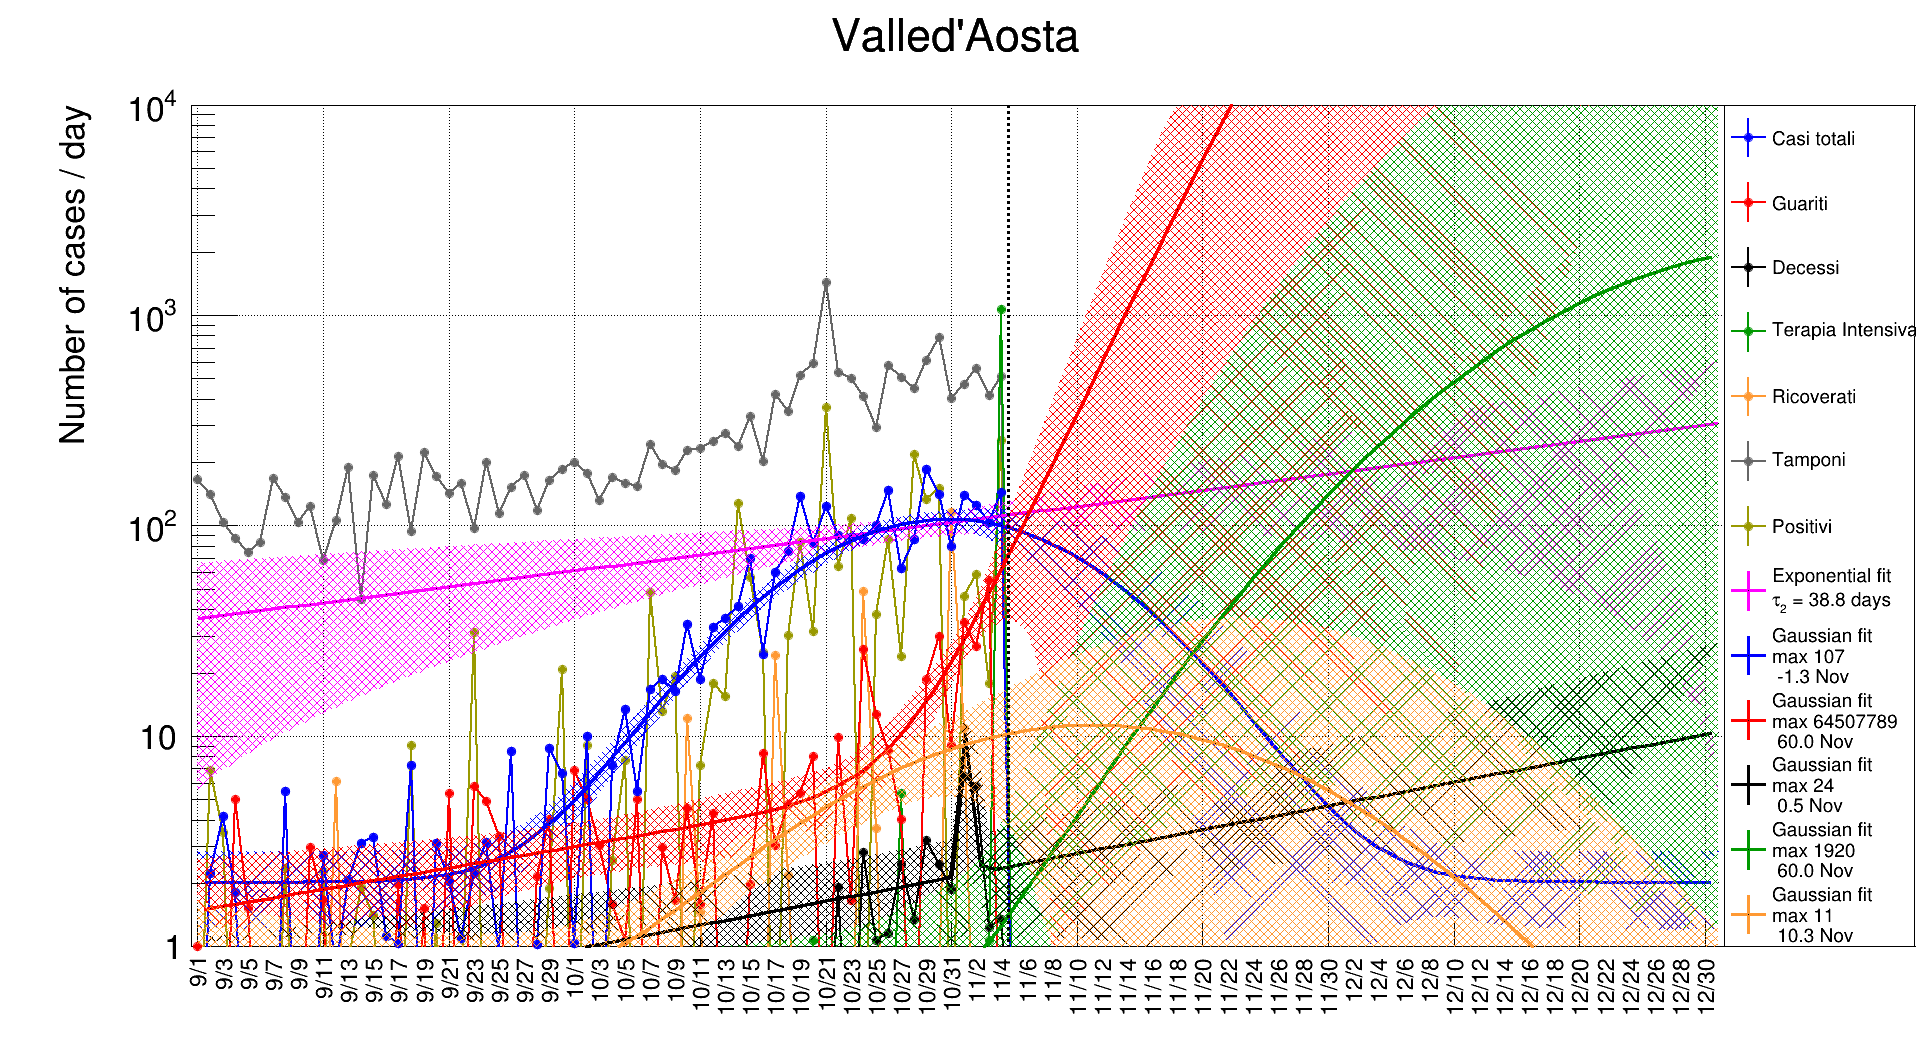 Valled'Aosta
Number of cases / day
10⁴
10³
10²
10
1
9/1
9/3
9/5
9/7
9/9
9/11
9/13
9/15
9/17
9/19
9/21
9/23
9/25
9/27
9/29
10/1
10/3
10/5
10/7
10/9
10/11
10/13
10/15
10/17
10/19
10/21
10/23
10/25
10/27
10/29
10/31
11/2
11/4
11/6
11/8
11/10
11/12
11/14
11/16
11/18
11/20
11/22
11/24
11/26
11/28
11/30
12/2
12/4
12/6
12/8
12/10
12/12
12/14
12/16
12/18
12/20
12/22
12/24
12/26
12/28
12/30
Casi totali
Guariti
Decessi
Terapia Intensiva
Ricoverati
Tamponi
Positivi
Exponential fit
τ₂ = 38.8 days
Gaussian fit
max 107
-1.3 Nov
Gaussian fit
max 64507789
60.0 Nov
Gaussian fit
max 24
0.5 Nov
Gaussian fit
max 1920
60.0 Nov
Gaussian fit
max 11
10.3 Nov